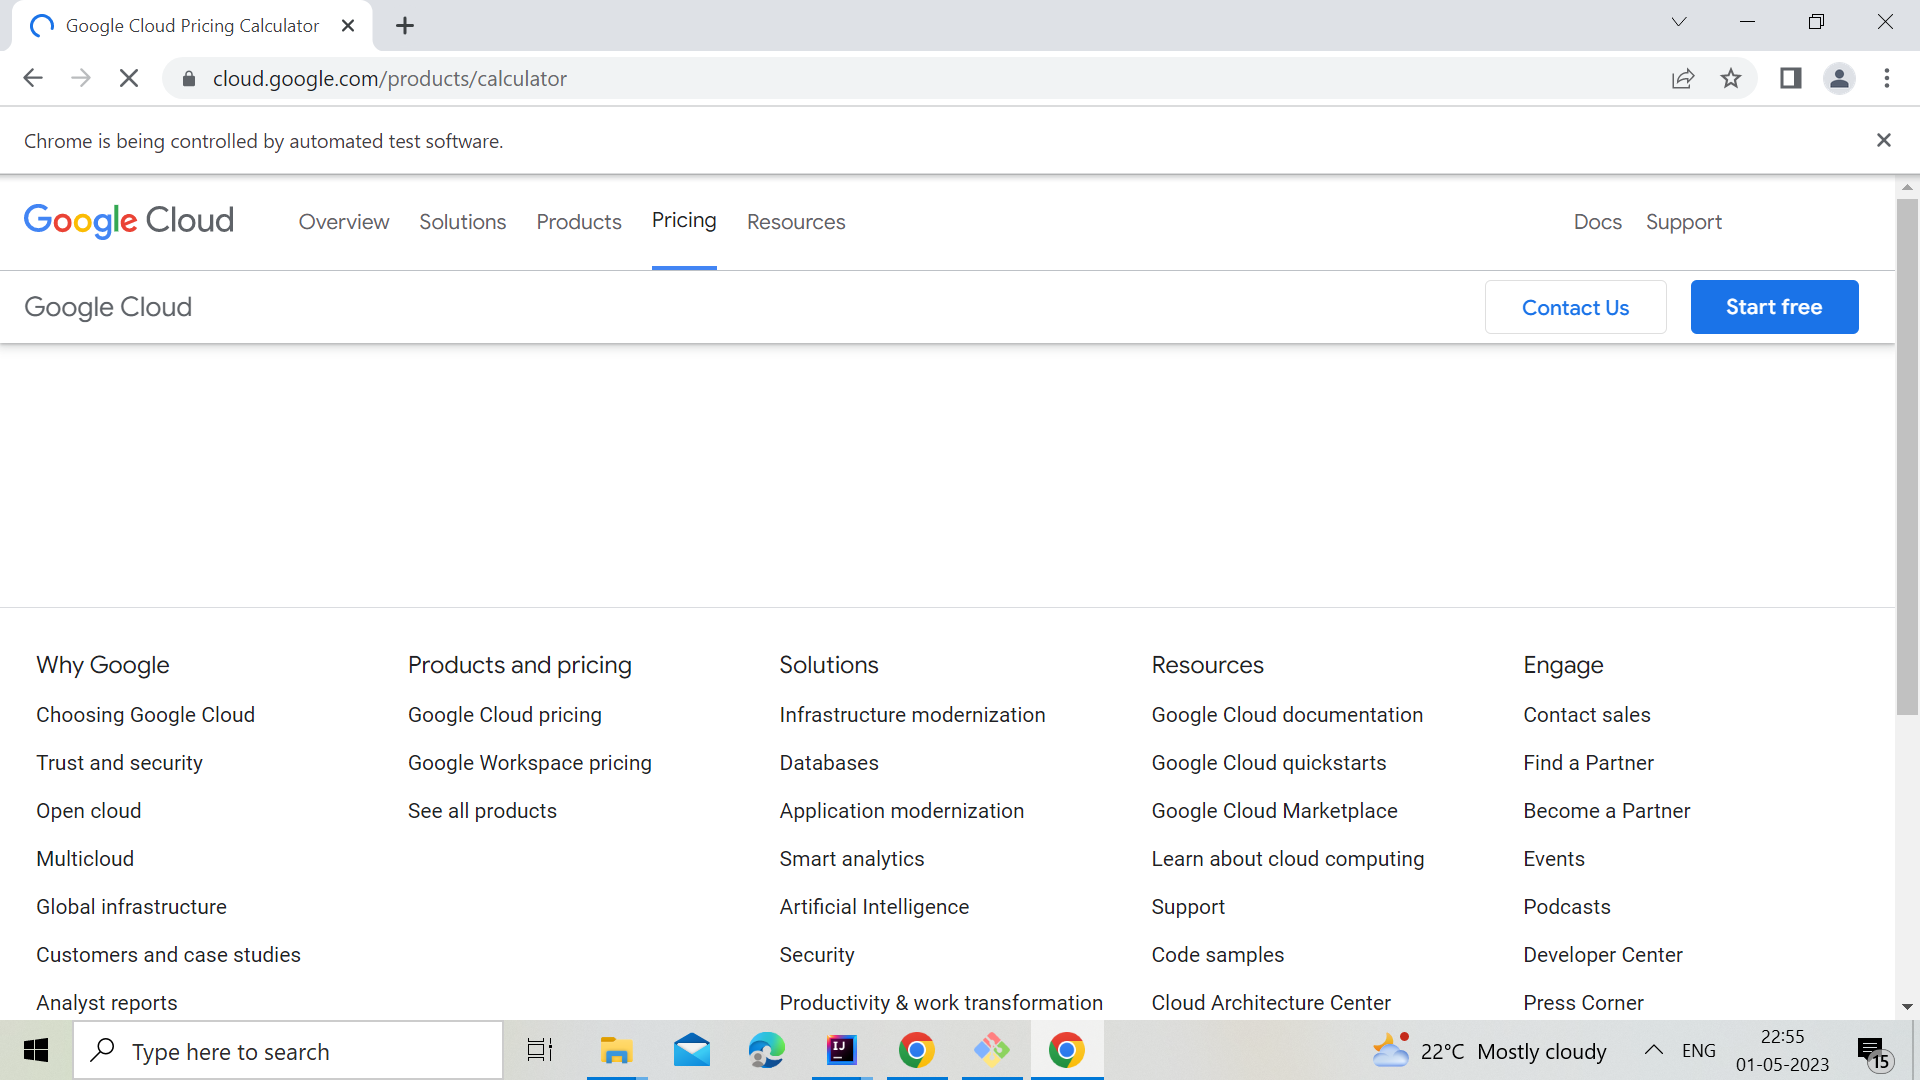 Google Cloud Pricing Calculator
cloud.google.com/products/calculator
Chrome is being controlled by automated test software.
Google Cloud Overview Solutions Products Pricing Resources Docs Support
Google Cloud Contact Us Start free
Why Google
Choosing Google Cloud
Trust and security
Open cloud
Multicloud
Global infrastructure
Customers and case studies
Analyst reports
Products and pricing
Google Cloud pricing
Google Workspace pricing
See all products
Solutions
Infrastructure modernization
Databases
Application modernization
Smart analytics
Artificial Intelligence
Security
Productivity & work transformation
Resources
Google Cloud documentation
Google Cloud quickstarts
Google Cloud Marketplace
Learn about cloud computing
Support
Code samples
Cloud Architecture Center
Engage
Contact sales
Find a Partner
Become a Partner
Events
Podcasts
Developer Center
Press Corner
Type here to search
IJ
22°C Mostly cloudy
ENG
22:55
01-05-2023
15